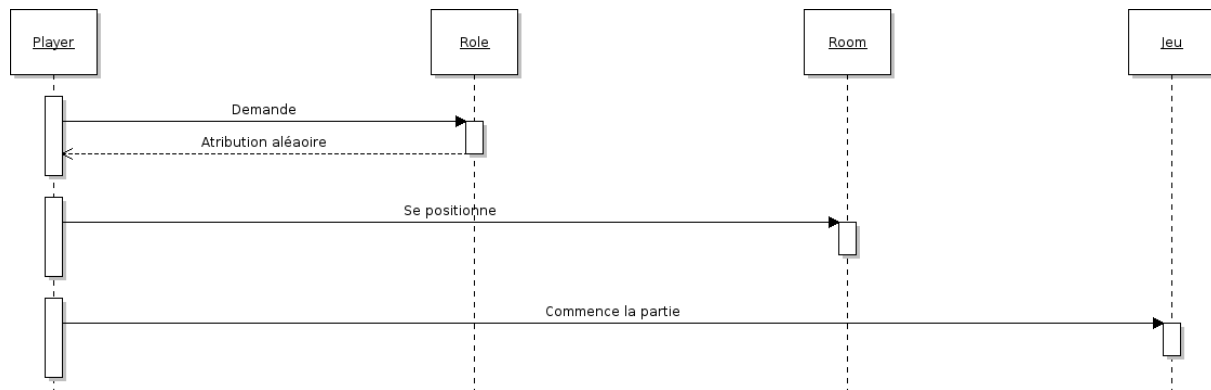 Player
Role
Room
Jeu
Demande
Atribution aléaoire
Se positionne
Commence la partie